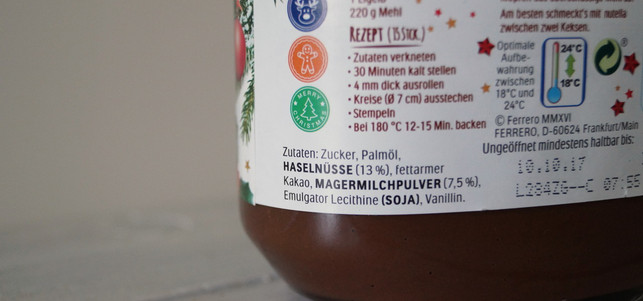 1 Eigelb
220 g Mehl
REZEPT (15 STCK.)
• Zutaten verkneten
• 30 Minuten kalt stellen
• 4 mm dick ausrollen
• Kreise (Ø 7 cm) ausstechen
• Stempeln
• Bei 180 °C 12-15 Min. backen
MERRY
CHRISTMAS
Zutaten: Zucker, Palmöl,
HASELNÜSSE (13 %), fettarmer
Kakao, MAGERMILCHPULVER (7,5 %),
Emulgator Lecithine (SOJA), Vanillin.
Am besten schmeckt's mit nutella
zwischen zwei Keksen.
Optimale
Aufbe-
wahrung
zwischen
18°C und
24°C
24°C
18°C
© Ferrero MMXVI
FERRERO, D-60624 Frankfurt/Main
Ungeöffnet mindestens haltbar bis:
10.10.17
L284ZG--C 07:55